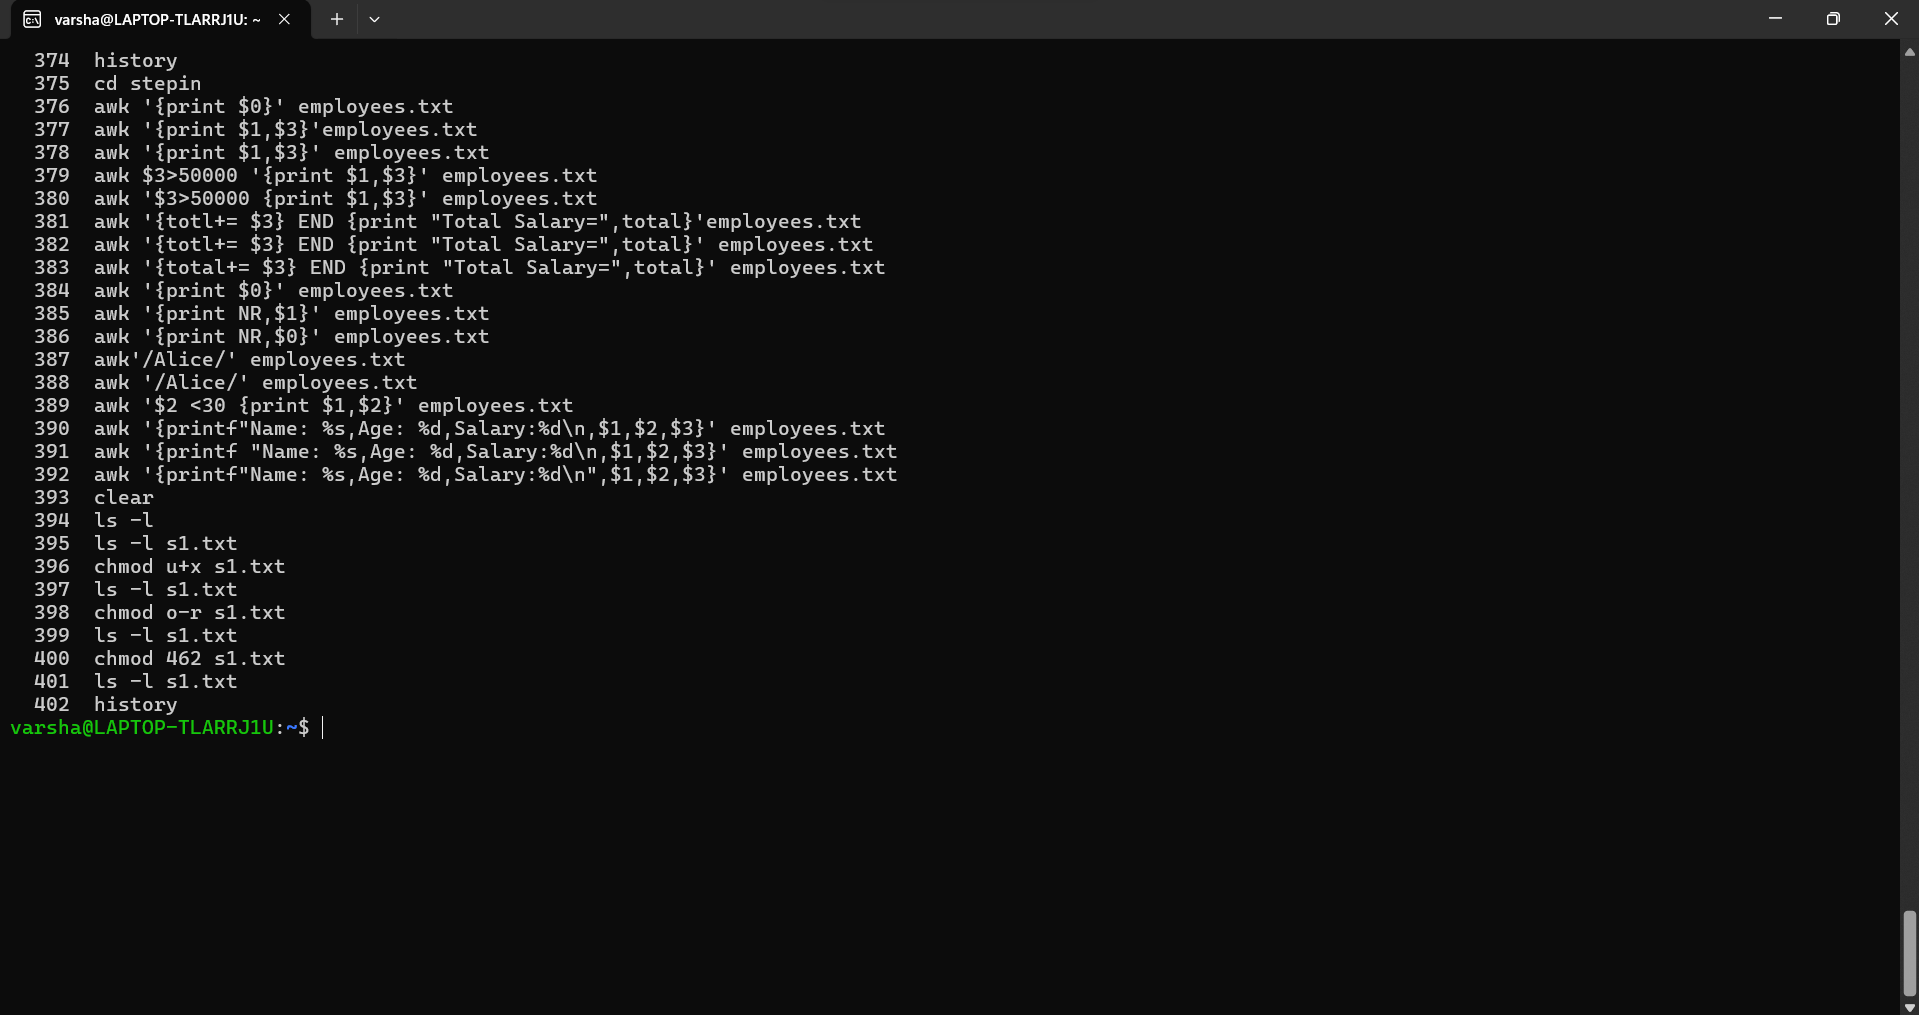 varsha@LAPTOP-TLARRJ1U: ~
374  history
375  cd stepin
376  awk '{print $0}' employees.txt
377  awk '{print $1,$3}'employees.txt
378  awk '{print $1,$3}' employees.txt
379  awk $3>50000 '{print $1,$3}' employees.txt
380  awk '$3>50000 {print $1,$3}' employees.txt
381  awk '{totl+= $3} END {print "Total Salary=",total}'employees.txt
382  awk '{totl+= $3} END {print "Total Salary=",total}' employees.txt
383  awk '{total+= $3} END {print "Total Salary=",total}' employees.txt
384  awk '{print $0}' employees.txt
385  awk '{print NR,$1}' employees.txt
386  awk '{print NR,$0}' employees.txt
387  awk'/Alice/' employees.txt
388  awk '/Alice/' employees.txt
389  awk '$2 <30 {print $1,$2}' employees.txt
390  awk '{printf"Name: %s,Age: %d,Salary:%d\n,$1,$2,$3}' employees.txt
391  awk '{printf "Name: %s,Age: %d,Salary:%d\n,$1,$2,$3}' employees.txt
392  awk '{printf"Name: %s,Age: %d,Salary:%d\n",$1,$2,$3}' employees.txt
393  clear
394  ls -l
395  ls -l s1.txt
396  chmod u+x s1.txt
397  ls -l s1.txt
398  chmod o-r s1.txt
399  ls -l s1.txt
400  chmod 462 s1.txt
401  ls -l s1.txt
402  history
varsha@LAPTOP-TLARRJ1U:~$